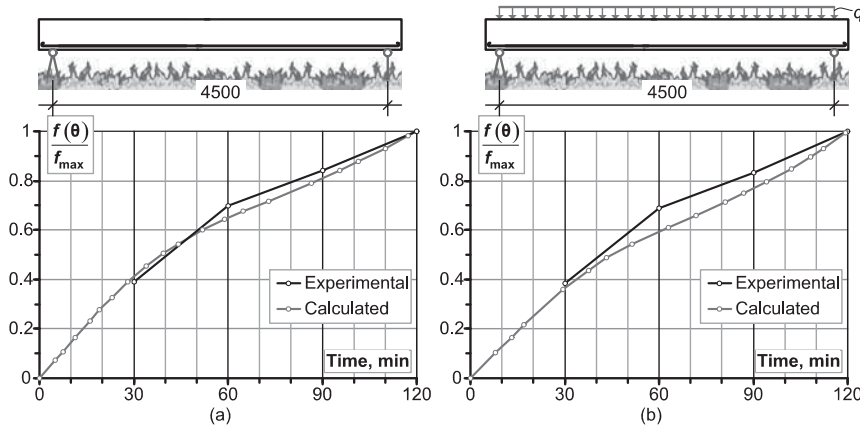 q
4500
4500
f(θ)
f max
1
0.8
0.6
0.4
0.2
0
Experimental
Calculated
Time, min
0 30 60 90 120
(a)
f(θ)
f max
1
0.8
0.6
0.4
0.2
0
Experimental
Calculated
Time, min
0 30 60 90 120
(b)